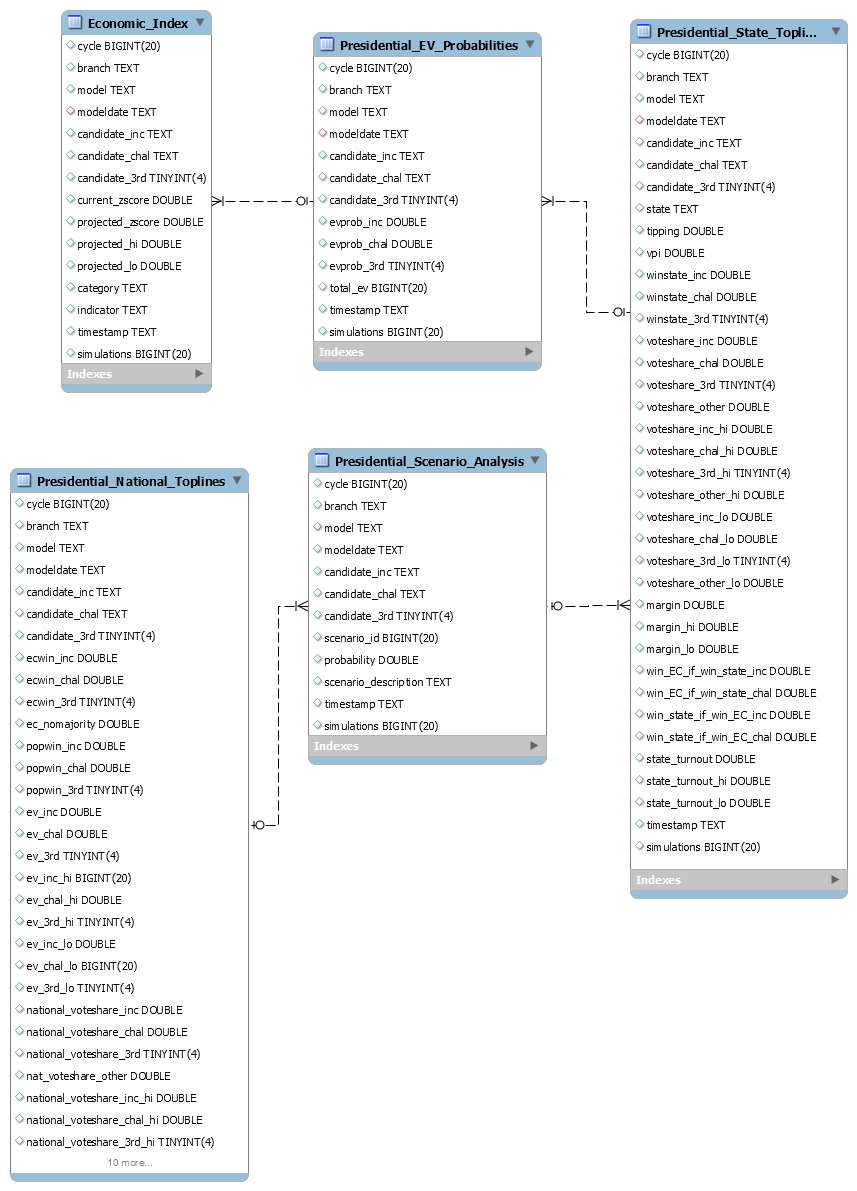 Economic_Index
cycle BIGINT(20)
branch TEXT
model TEXT
modeldate TEXT
candidate_inc TEXT
candidate_chal TEXT
candidate_3rd TINYINT(4)
current_zscore DOUBLE
projected_zscore DOUBLE
projected_hi DOUBLE
projected_lo DOUBLE
category TEXT
indicator TEXT
timestamp TEXT
simulations BIGINT(20)
Indexes
Presidential_EV_Probabilities
cycle BIGINT(20)
branch TEXT
model TEXT
modeldate TEXT
candidate_inc TEXT
candidate_chal TEXT
candidate_3rd TINYINT(4)
evprob_inc DOUBLE
evprob_chal DOUBLE
evprob_3rd TINYINT(4)
total_ev BIGINT(20)
timestamp TEXT
simulations BIGINT(20)
Indexes
Presidential_State_Topli...
cycle BIGINT(20)
branch TEXT
model TEXT
modeldate TEXT
candidate_inc TEXT
candidate_chal TEXT
candidate_3rd TINYINT(4)
state TEXT
tipping DOUBLE
vpi DOUBLE
winstate_inc DOUBLE
winstate_chal DOUBLE
winstate_3rd TINYINT(4)
voteshare_inc DOUBLE
voteshare_chal DOUBLE
voteshare_3rd TINYINT(4)
voteshare_other DOUBLE
voteshare_inc_hi DOUBLE
voteshare_chal_hi DOUBLE
voteshare_3rd_hi TINYINT(4)
voteshare_other_hi DOUBLE
voteshare_inc_lo DOUBLE
voteshare_chal_lo DOUBLE
voteshare_3rd_lo TINYINT(4)
voteshare_other_lo DOUBLE
margin DOUBLE
margin_hi DOUBLE
margin_lo DOUBLE
win_EC_if_win_state_inc DOUBLE
win_EC_if_win_state_chal DOUBLE
win_state_if_win_EC_inc DOUBLE
win_state_if_win_EC_chal DOUBLE
state_turnout DOUBLE
state_turnout_hi DOUBLE
state_turnout_lo DOUBLE
timestamp TEXT
simulations BIGINT(20)
Indexes
Presidential_National_Toplines
cycle BIGINT(20)
branch TEXT
model TEXT
modeldate TEXT
candidate_inc TEXT
candidate_chal TEXT
candidate_3rd TINYINT(4)
ecwin_inc DOUBLE
ecwin_chal DOUBLE
ecwin_3rd TINYINT(4)
ec_nomajority DOUBLE
popwin_inc DOUBLE
popwin_chal DOUBLE
popwin_3rd TINYINT(4)
ev_inc DOUBLE
ev_chal DOUBLE
ev_3rd TINYINT(4)
ev_inc_hi BIGINT(20)
ev_chal_hi DOUBLE
ev_3rd_hi TINYINT(4)
ev_inc_lo DOUBLE
ev_chal_lo BIGINT(20)
ev_3rd_lo TINYINT(4)
national_voteshare_inc DOUBLE
national_voteshare_chal DOUBLE
national_voteshare_3rd TINYINT(4)
nat_voteshare_other DOUBLE
national_voteshare_inc_hi DOUBLE
national_voteshare_chal_hi DOUBLE
national_voteshare_3rd_hi TINYINT(4)
10 more...
Presidential_Scenario_Analysis
cycle BIGINT(20)
branch TEXT
model TEXT
modeldate TEXT
candidate_inc TEXT
candidate_chal TEXT
candidate_3rd TINYINT(4)
scenario_id BIGINT(20)
probability DOUBLE
scenario_description TEXT
timestamp TEXT
simulations BIGINT(20)
Indexes